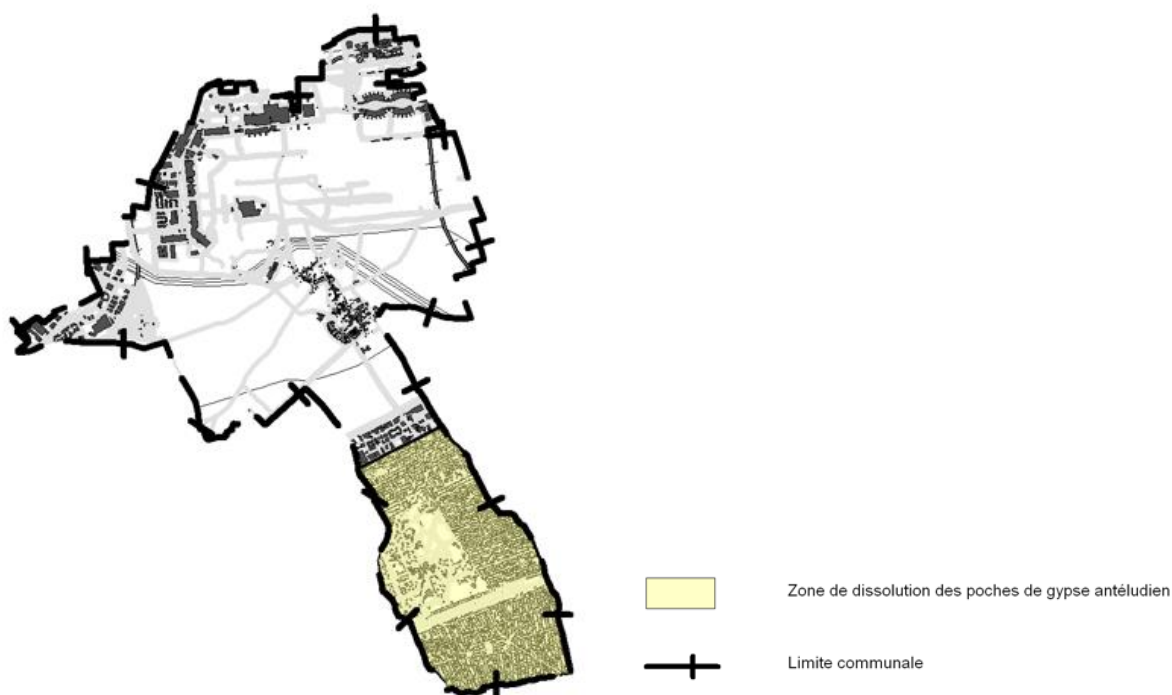 Zone de dissolution des poches de gypse antéludien
Limite communale